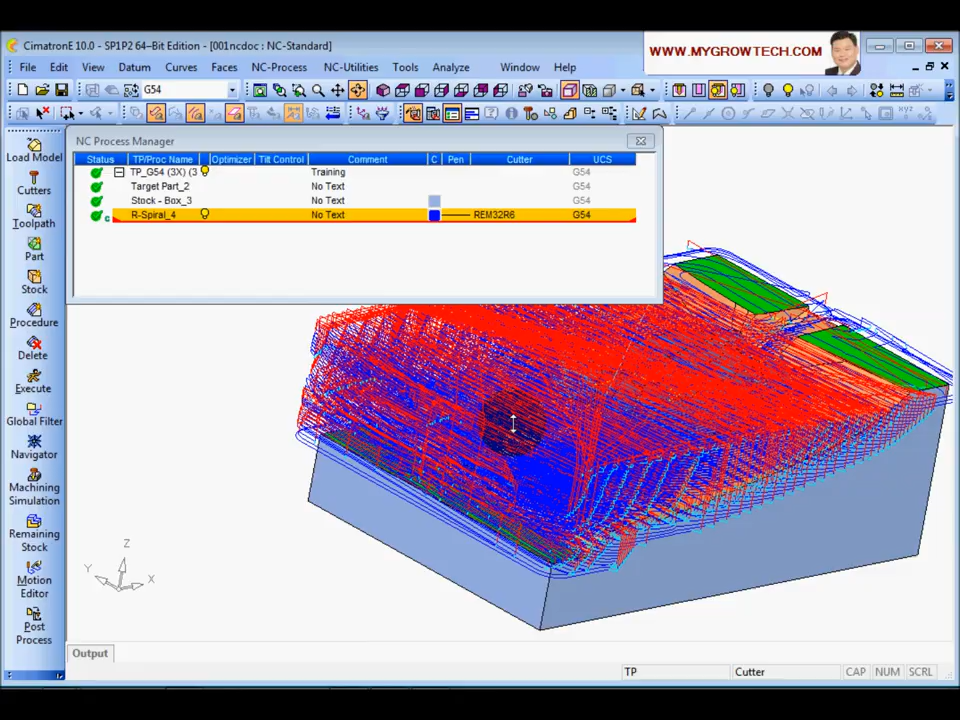 CimatronE 10.0 - SP1P2 64-Bit Edition - [001ncdoc : NC-Standard]
WWW.MYGROWTECH.COM
File Edit View Datum Curves Faces NC-Process NC-Utilities Tools Analyze Window Help
G54
NC Process Manager
Status TP/Proc Name Optimizer Tilt Control Comment C Pen Cutter UCS
TP_G54 (3X) (3 Training G54
Target Part_2 No Text G54
Stock - Box_3 No Text G54
c R-Spiral_4 No Text REM32R6 G54
Load Model
Cutters
Toolpath
Part
Stock
Procedure
Delete
Execute
Global Filter
Navigator
Machining
Simulation
Remaining
Stock
Motion
Editor
Post
Process
Z
Y
X
Output
TP Cutter CAP NUM SCRL